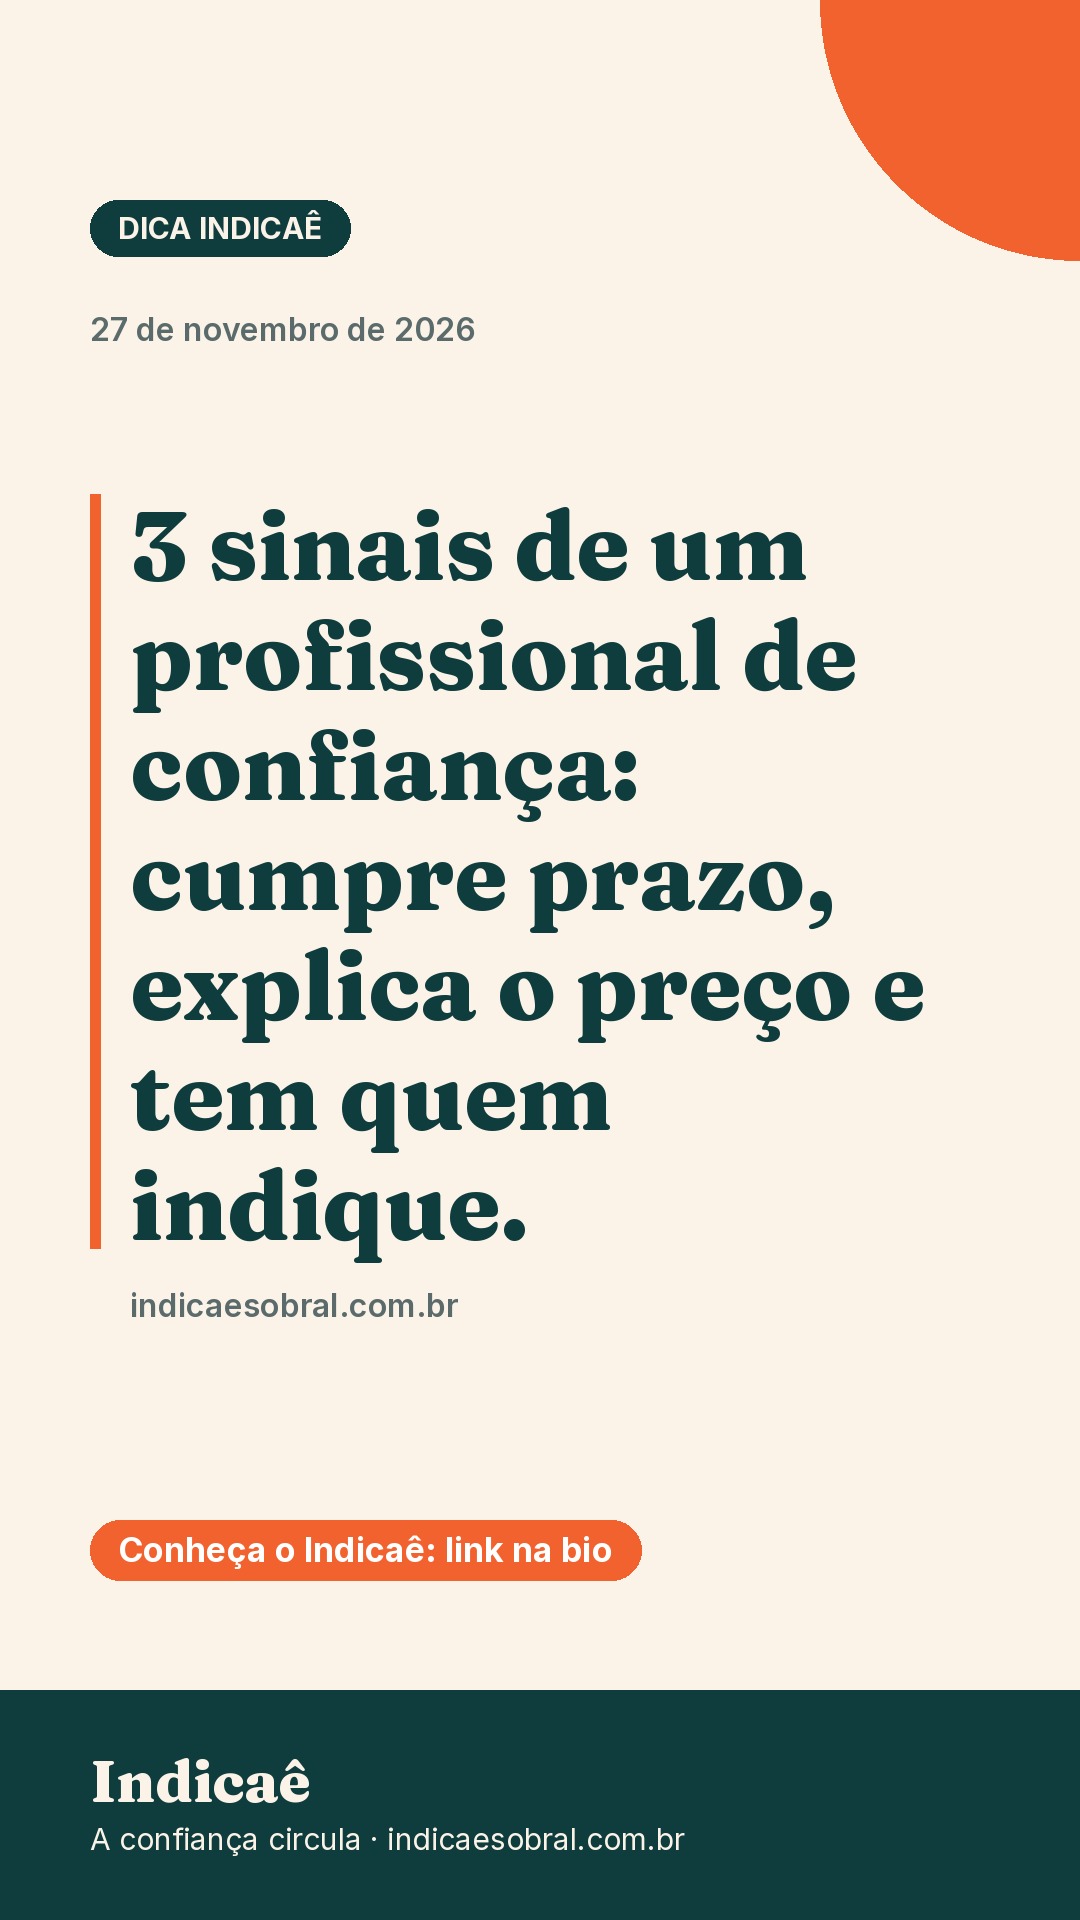 DICA INDICAÊ
27 de novembro de 2026
3 sinais de um
profissional de
confiança:
cumpre prazo,
explica o preço e
tem quem
indique.
indicaesobral.com.br
Conheça o Indicaê: link na bio
Indicaê
A confiança circula · indicaesobral.com.br